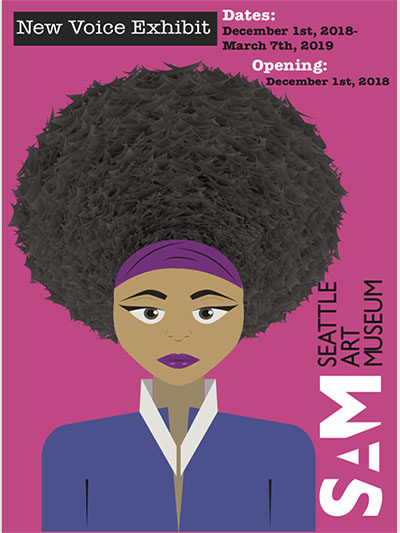 New Voice Exhibit
Dates:
December 1st, 2018-
March 7th, 2019
Opening:
December 1st, 2018
SAM
SEATTLE
ART
MUSEUM